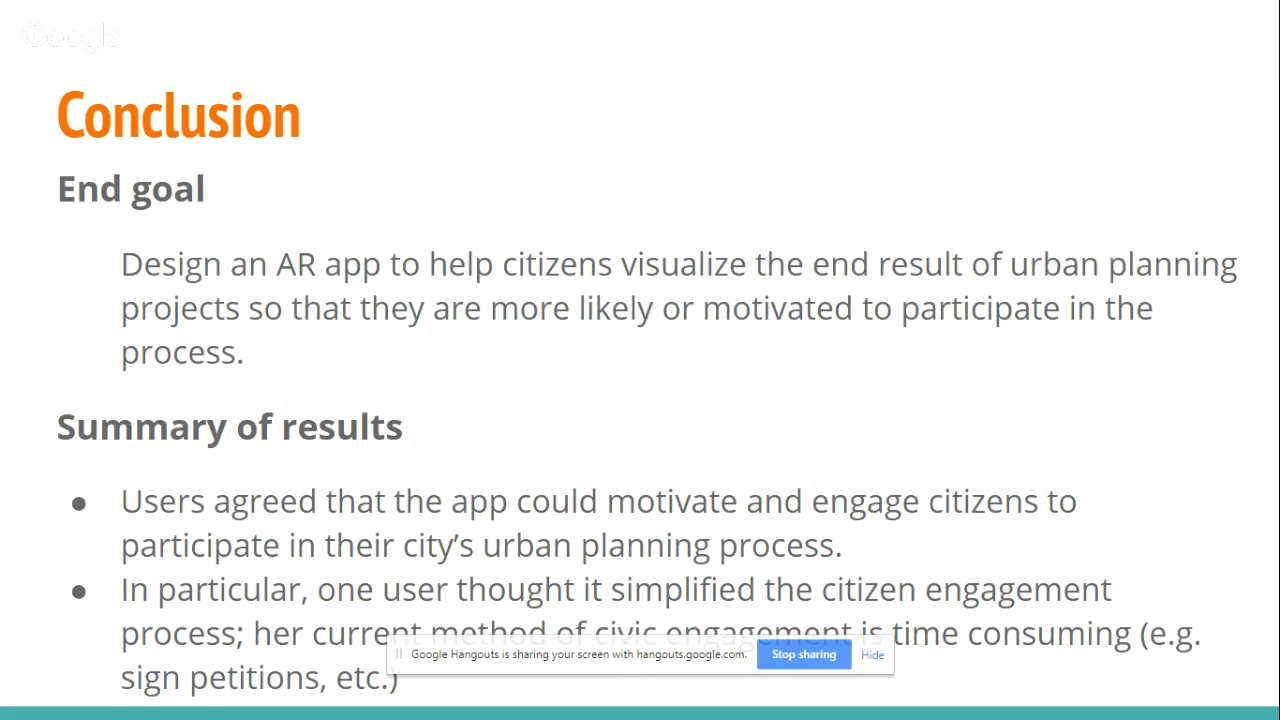 Google
Conclusion
End goal
Design an AR app to help citizens visualize the end result of urban planning
projects so that they are more likely or motivated to participate in the
process.
Summary of results
● Users agreed that the app could motivate and engage citizens to
participate in their city's urban planning process.
● In particular, one user thought it simplified the citizen engagement
process; her current method of civic engagement is time consuming (e.g.
Google Hangouts is sharing your screen with hangouts.google.com. Stop sharing Hide
sign petitions, etc.)